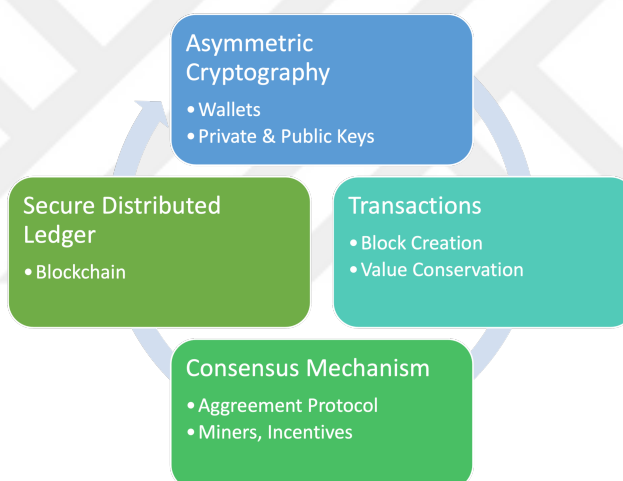 Asymmetric
Cryptography
• Wallets
• Private & Public Keys
Secure Distributed
Ledger
• Blockchain
Transactions
• Block Creation
• Value Conservation
Consensus Mechanism
• Aggreement Protocol
• Miners, Incentives